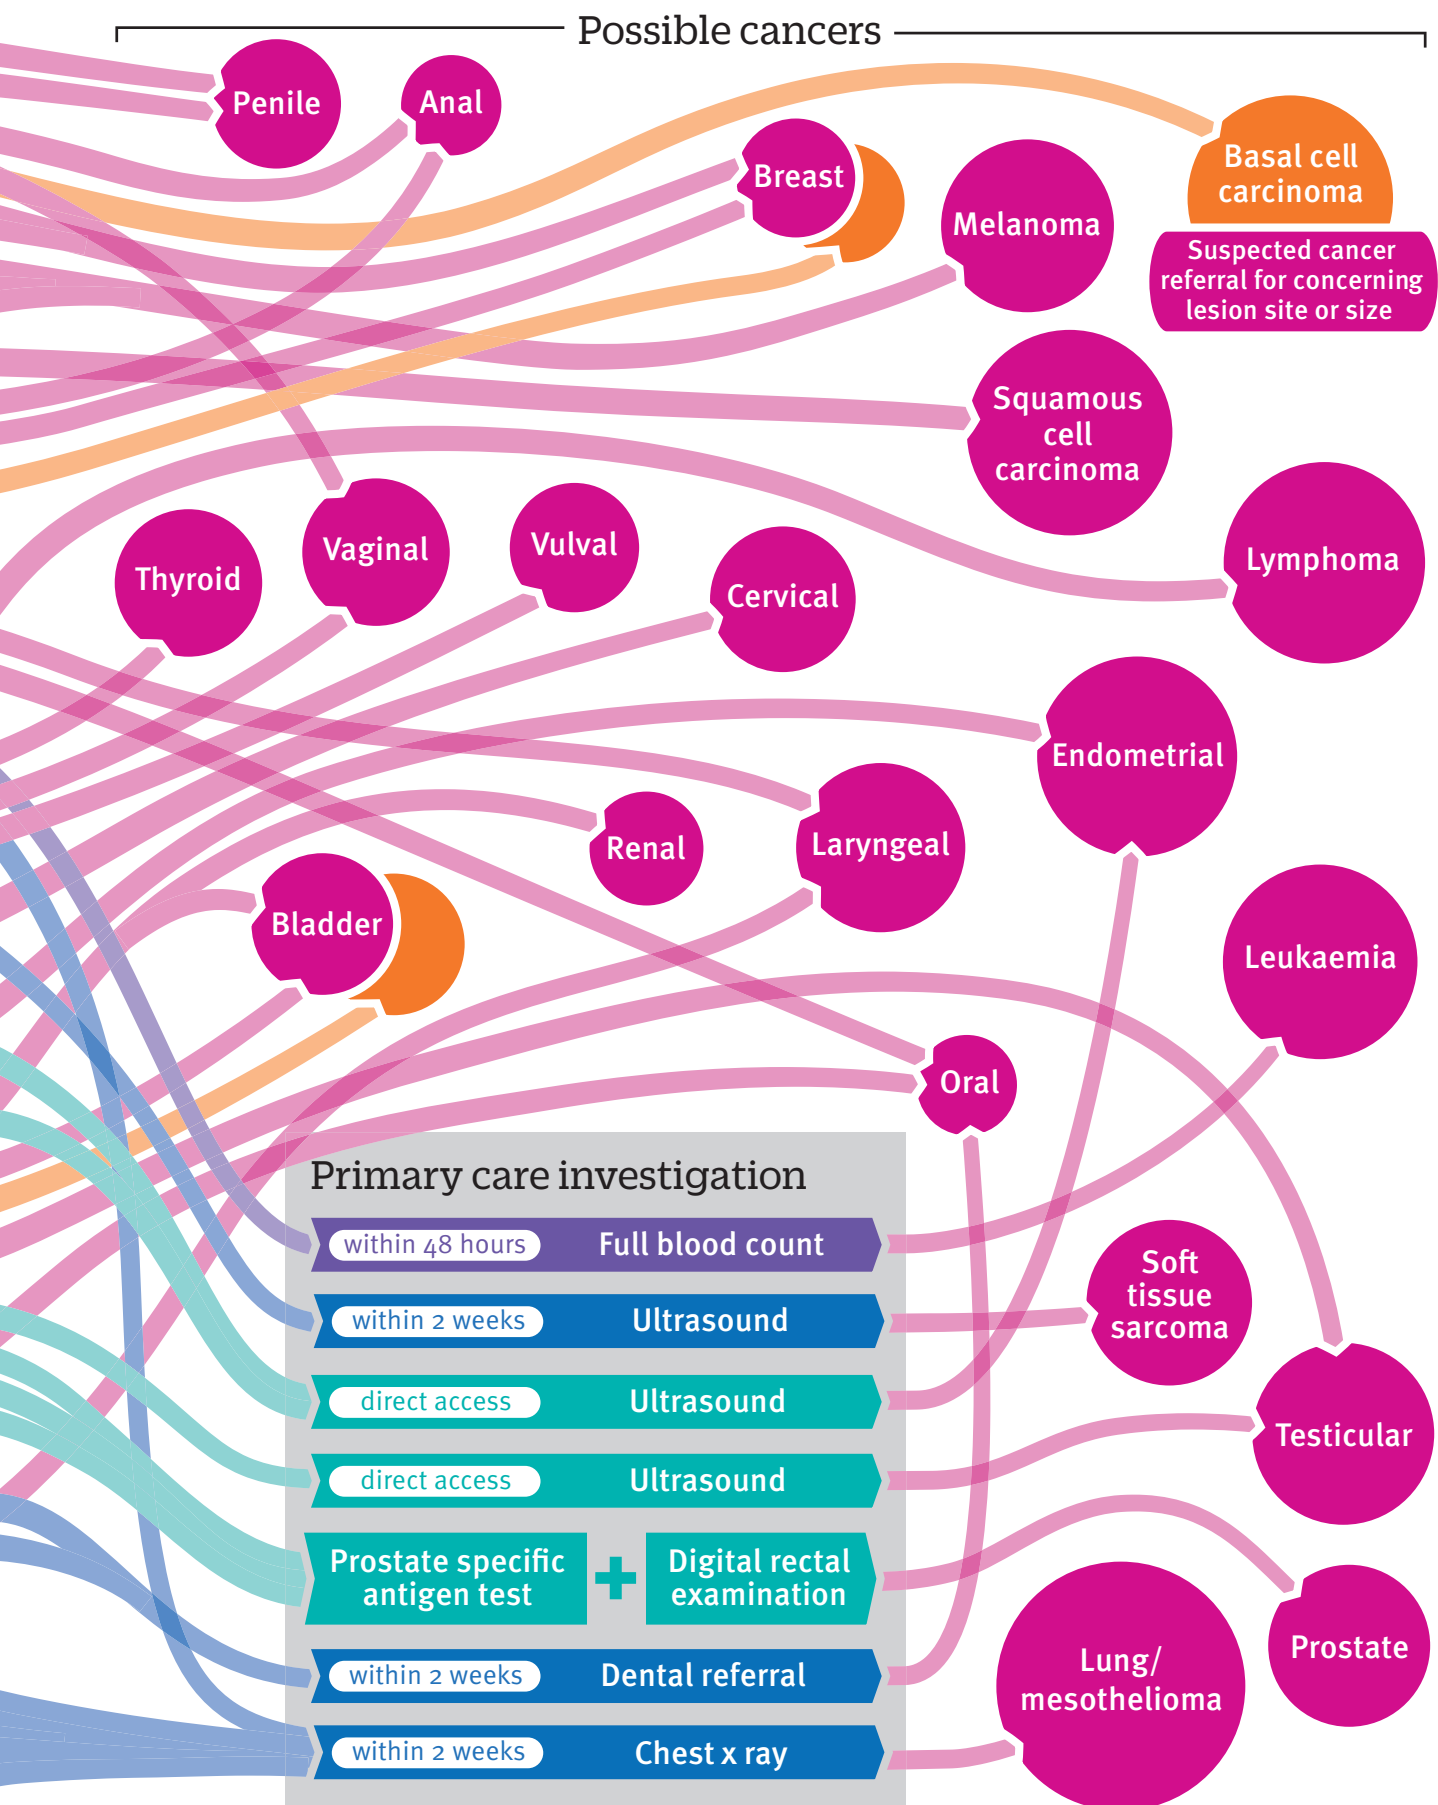 Possible cancers
Penile
Anal
Breast
Melanoma
Basal cell
carcinoma
Suspected cancer
referral for concerning
lesion site or size
Squamous
cell
carcinoma
Lymphoma
Thyroid
Vaginal
Vulval
Cervical
Endometrial
Renal
Laryngeal
Bladder
Leukaemia
Oral
Primary care investigation
within 48 hours Full blood count
within 2 weeks Ultrasound
direct access Ultrasound
direct access Ultrasound
Prostate specific
antigen test
+
Digital rectal
examination
within 2 weeks Dental referral
within 2 weeks Chest x ray
Soft
tissue
sarcoma
Testicular
Prostate
Lung/
mesothelioma